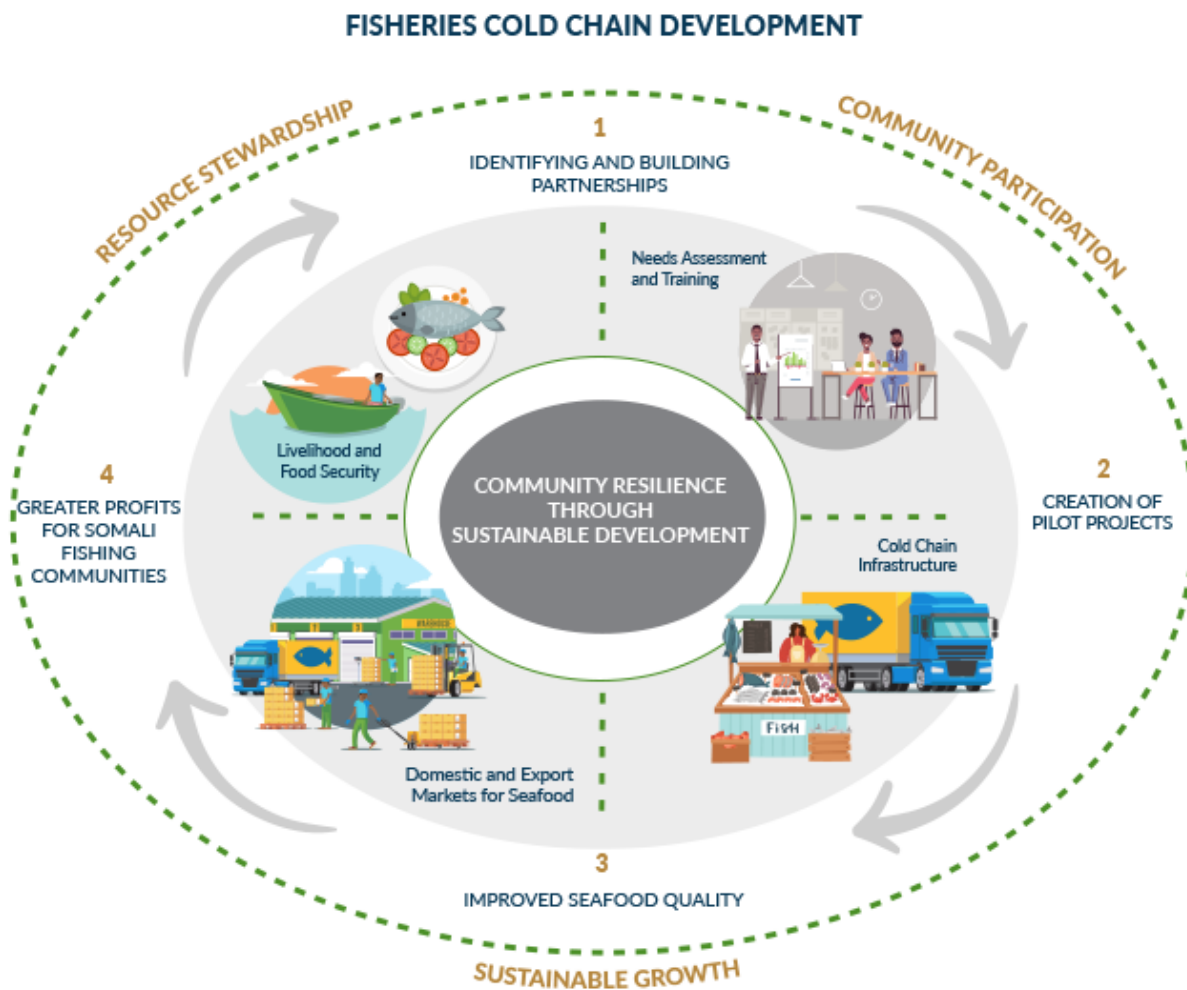 FISHERIES COLD CHAIN DEVELOPMENT
RESOURCE STEWARDSHIP
COMMUNITY PARTICIPATION
1
IDENTIFYING AND BUILDING
PARTNERSHIPS
Needs Assessment
and Training
Livelihood and
Food Security
4
GREATER PROFITS
FOR SOMALI
FISHING
COMMUNITIES
COMMUNITY RESILIENCE
THROUGH
SUSTAINABLE DEVELOPMENT
2
CREATION OF
PILOT PROJECTS
Cold Chain
Infrastructure
WAREHOUSE
FISH
Domestic and Export
Markets for Seafood
3
IMPROVED SEAFOOD QUALITY
SUSTAINABLE GROWTH